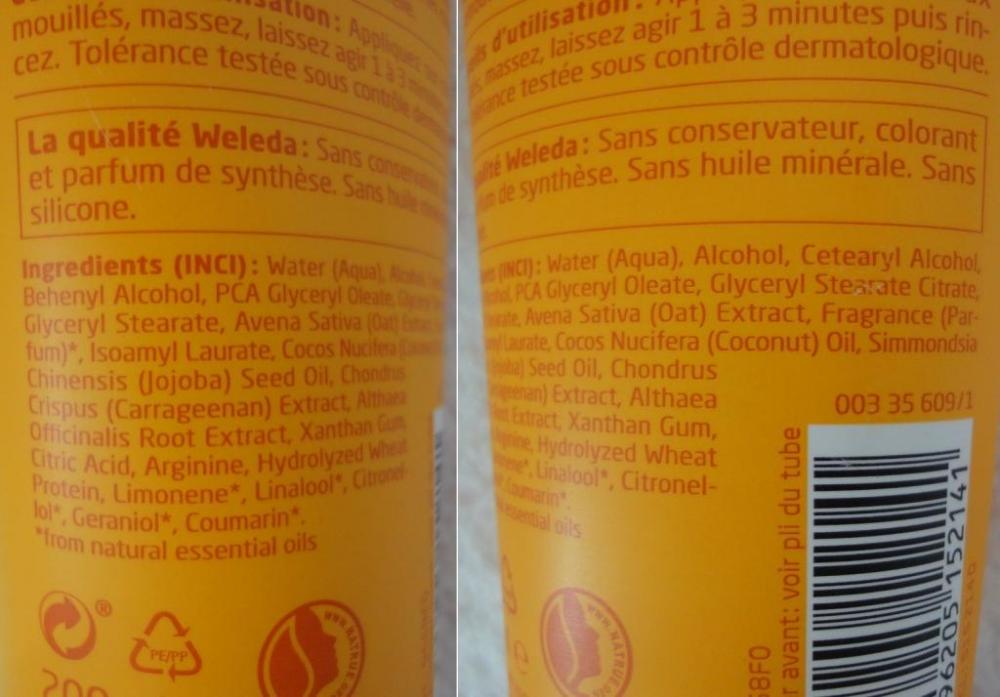 utilisation : Appliquez
mouillés, massez, laissez agir 1 à 3 minutes
cez. Tolérance testée sous contrôle
La qualité Weleda : Sans
et parfum de synthèse. Sans huile
silicone.
Ingredients (INCI) : Water (Aqua), Alcohol,
Behenyl Alcohol, PCA Glyceryl Oleate,
Glyceryl Stearate, Avena Sativa (Oat)
fum)*, Isoamyl Laurate, Cocos Nucifera
Chinensis (Jojoba) Seed Oil, Chondrus
Crispus (Carrageenan) Extract, Althaea
Officinalis Root Extract, Xanthan Gum,
Citric Acid, Arginine, Hydrolyzed Wheat
Protein, Limonene*, Linalool*, Citronel-
lol*, Geraniol*, Coumarin*.
*from natural essential oils
®
PE/PP
WWW.NATRUE.
d'utilisation :
massez, laissez agir 1 à 3 minutes puis rin-
testée sous contrôle dermatologique.
Weleda : Sans conservateur, colorant
de synthèse. Sans huile minérale. Sans
(INCI) : Water (Aqua), Alcohol, Cetearyl Alcohol,
PCA Glyceryl Oleate, Glyceryl Stearate Citrate,
Avena Sativa (Oat) Extract, Fragrance (Par-
Laurate, Cocos Nucifera (Coconut) Oil, Simmondsia
Seed Oil, Chondrus
Extract, Althaea
Extract, Xanthan Gum,
Hydrolyzed Wheat
Linalool*, Citronel-
Coumarin*.
essential oils
003 35 609/1
avant : voir pli du tube
96205 152141
WWW.NATRUE.